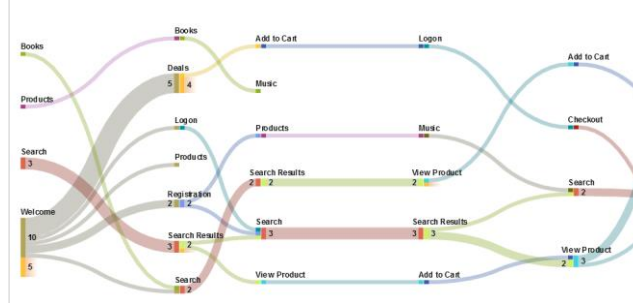 Books
Products
Search
3
Welcome
10
5
Books
Deals
5 4
Logon
Products
Registration
2 2
Search Results
3 2
Search
2
Add to Cart
Music
Products
Search Results
2 2
Search
3
View Product
Logon
Music
View Product
2
Search Results
3 3
Add to Cart
Add to Cart
Checkout
Search
2
View Product
2 3